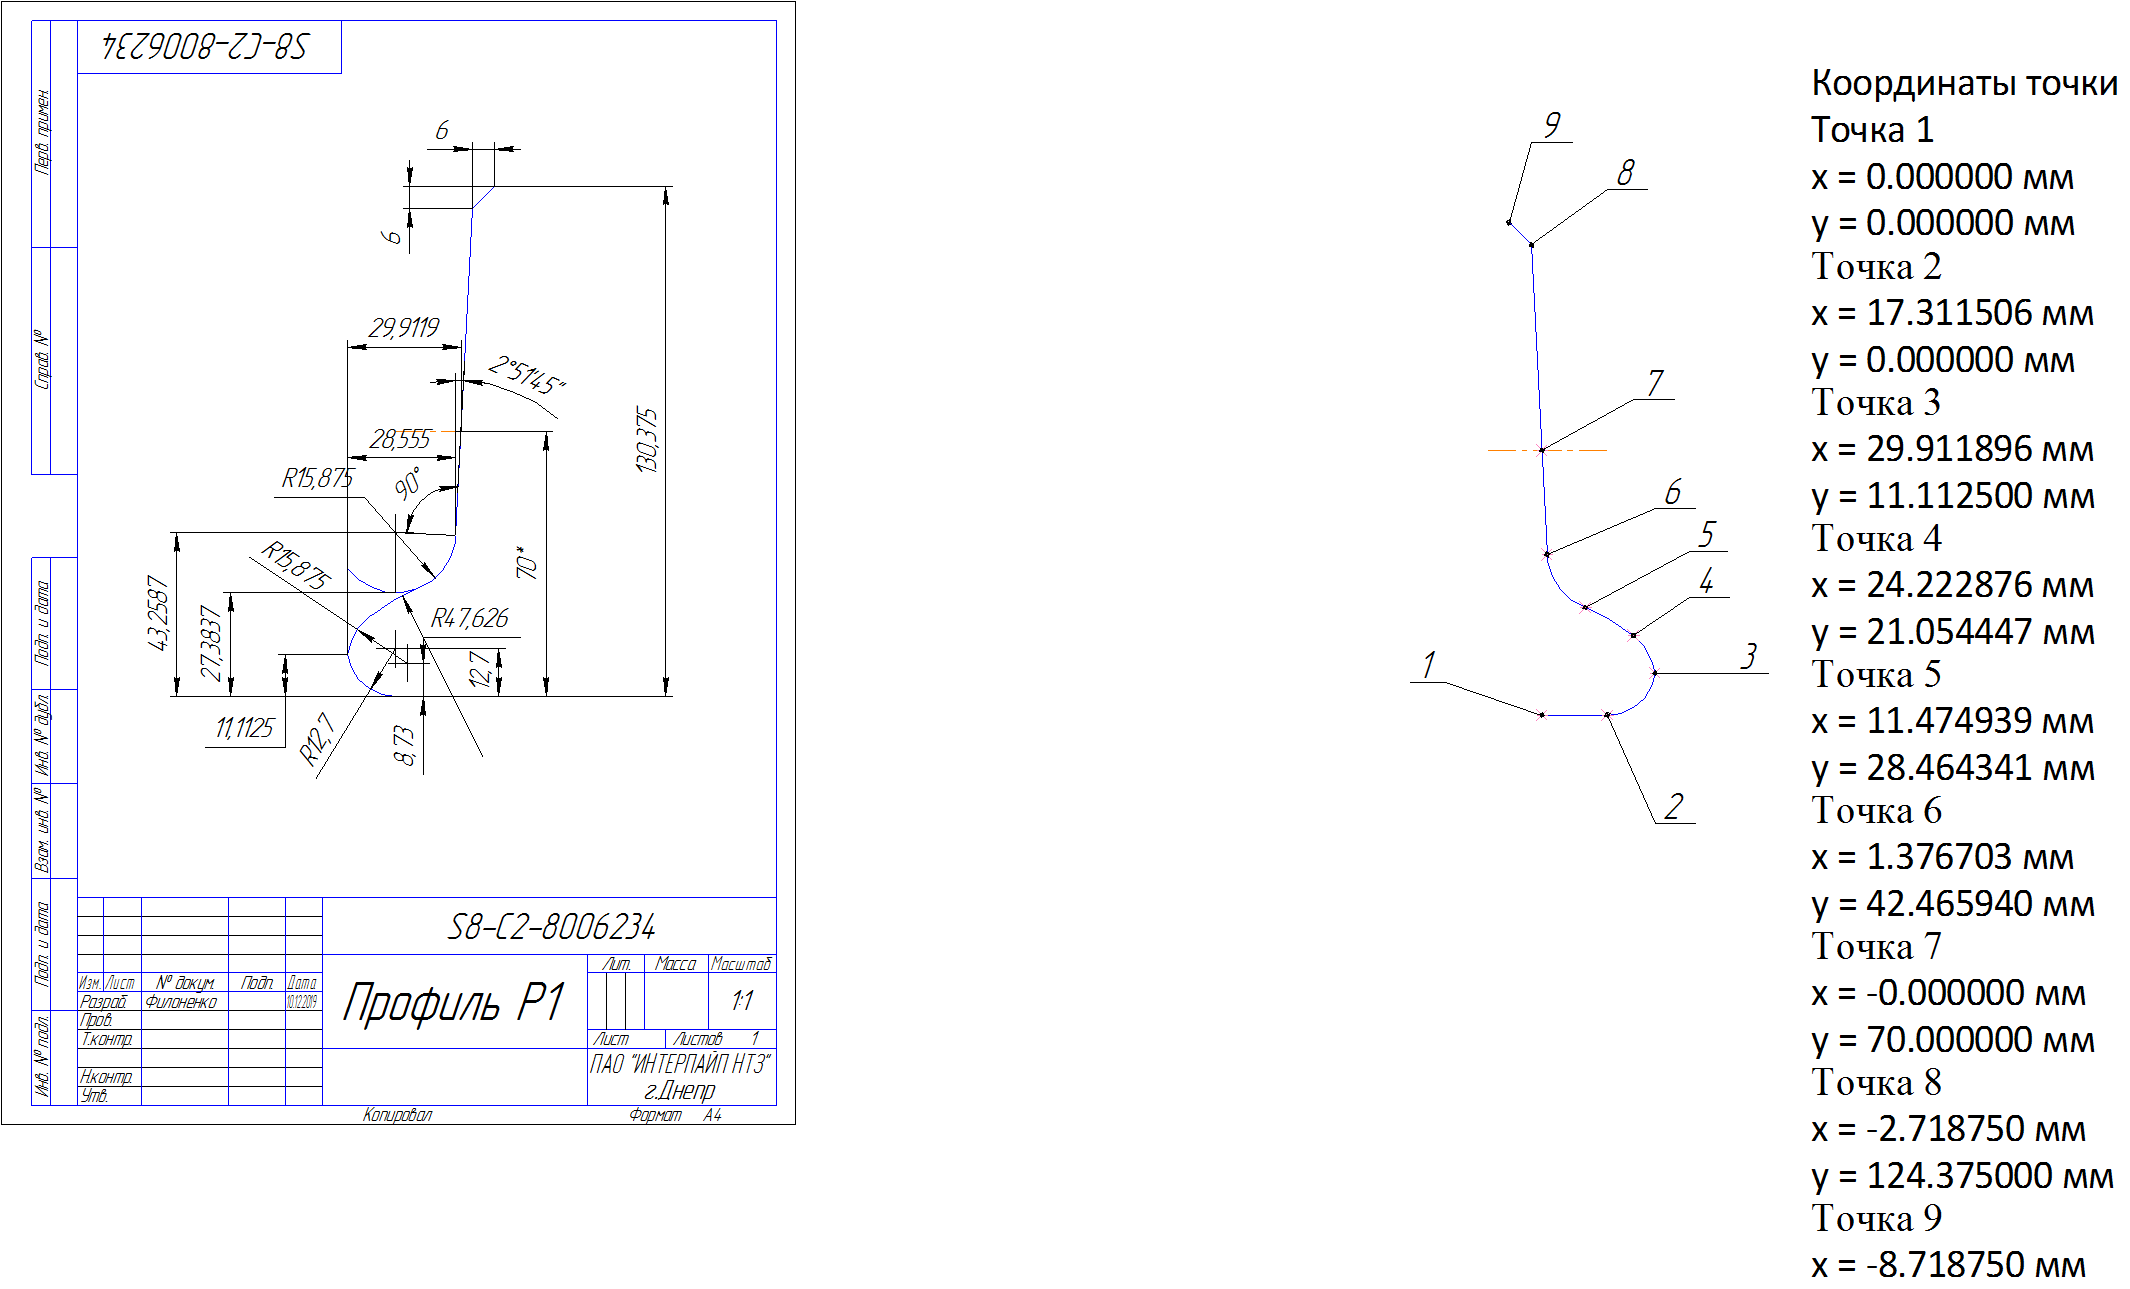 S8-C2-8006234
Перв. примен.
Справ. №
Подп. и дата
Инв. № дубл.
Взам. инв. №
Подп. и дата
Инв. № подл.
6
6
29,9119
2°51'45"
28,555
R15,875
90°
130,375
70*
R15,875
43,2587
27,3837
R47,626
12,7
11,1125
R12,7
8,73
S8-C2-8006234
Изм. Лист № докум. Подп. Дата
Разраб. Филоненко 10.12.2019
Пров.
Т.контр.
Н.контр.
Утв.
Профиль Р1
Лит. Масса Масштаб
1:1
Лист Листов 1
ПАО "ИНТЕРПАЙП НТЗ"
г.Днепр
Копировал Формат А4
9
8
7
6
5
4
3
1
2
Координаты точки
Точка 1
x = 0.000000 мм
y = 0.000000 мм
Точка 2
x = 17.311506 мм
y = 0.000000 мм
Точка 3
x = 29.911896 мм
y = 11.112500 мм
Точка 4
x = 24.222876 мм
y = 21.054447 мм
Точка 5
x = 11.474939 мм
y = 28.464341 мм
Точка 6
x = 1.376703 мм
y = 42.465940 мм
Точка 7
x = -0.000000 мм
y = 70.000000 мм
Точка 8
x = -2.718750 мм
y = 124.375000 мм
Точка 9
x = -8.718750 мм